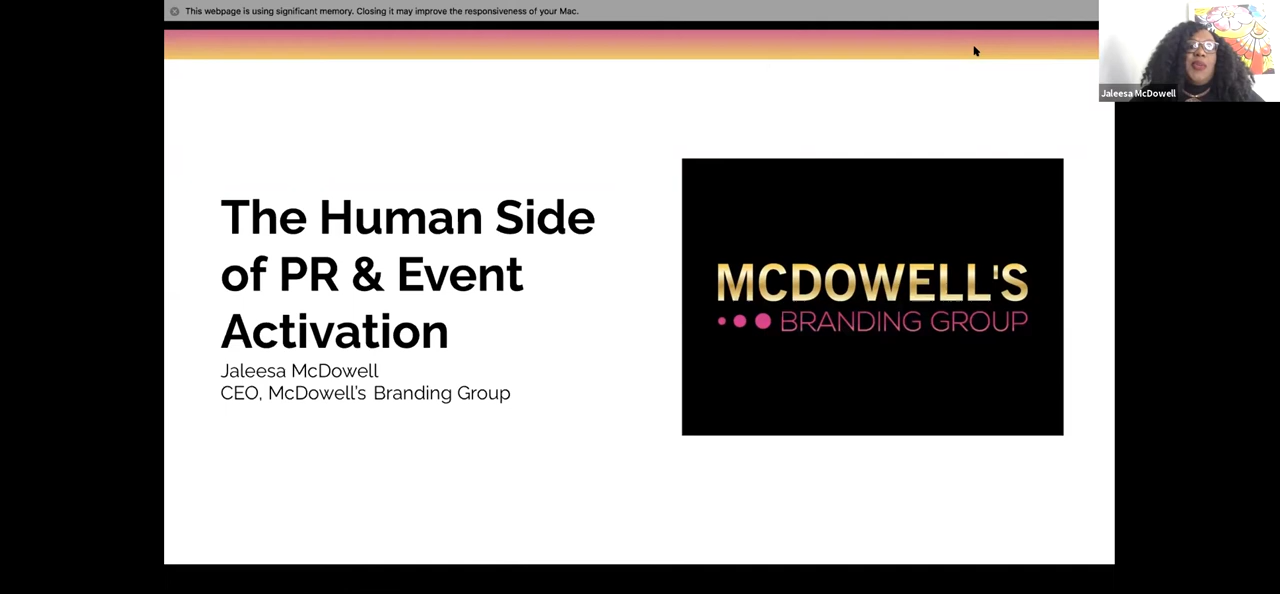 This webpage is using significant memory. Closing it may improve the responsiveness of your Mac.
Jaleesa McDowell
The Human Side
of PR & Event
Activation
Jaleesa McDowell
CEO, McDowell's Branding Group
MCDOWELL'S
BRANDING GROUP